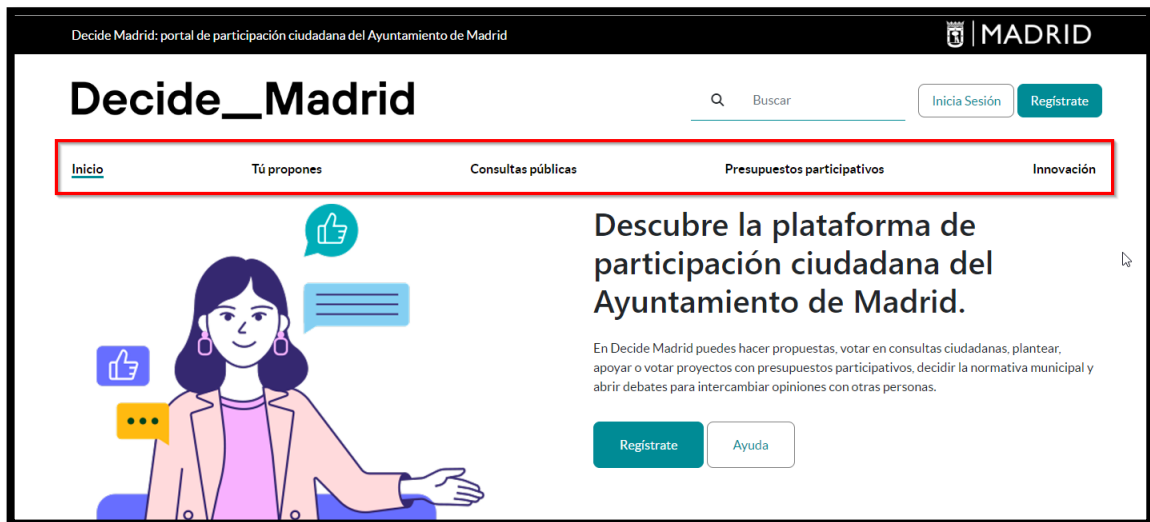 Decide Madrid: portal de participación ciudadana del Ayuntamiento de Madrid
MADRID
Decide__Madrid
Buscar
Inicia Sesión
Regístrate
Inicio
Tú propones
Consultas públicas
Presupuestos participativos
Innovación
Descubre la plataforma de
participación ciudadana del
Ayuntamiento de Madrid.
En Decide Madrid puedes hacer propuestas, votar en consultas ciudadanas, plantear,
apoyar o votar proyectos con presupuestos participativos, decidir la normativa municipal y
abrir debates para intercambiar opiniones con otras personas.
Regístrate
Ayuda